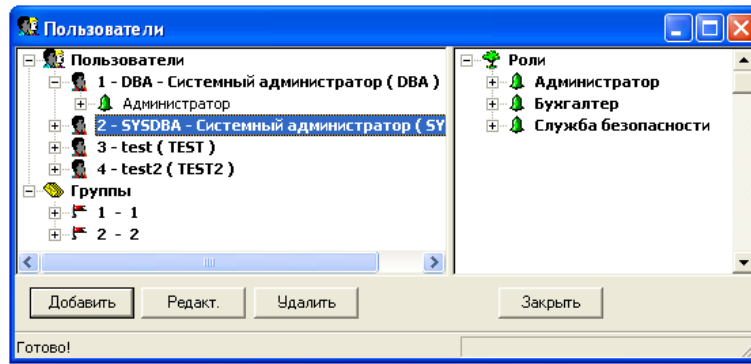 Пользователи
Пользователи
1 - DBA - Системный администратор ( DBA )
Администратор
2 - SYSDBA - Системный администратор ( SY
3 - test ( TEST )
4 - test2 ( TEST2 )
Группы
1 - 1
2 - 2
Роли
Администратор
Бухгалтер
Служба безопасности
Добавить Редакт. Удалить Закрыть
Готово!